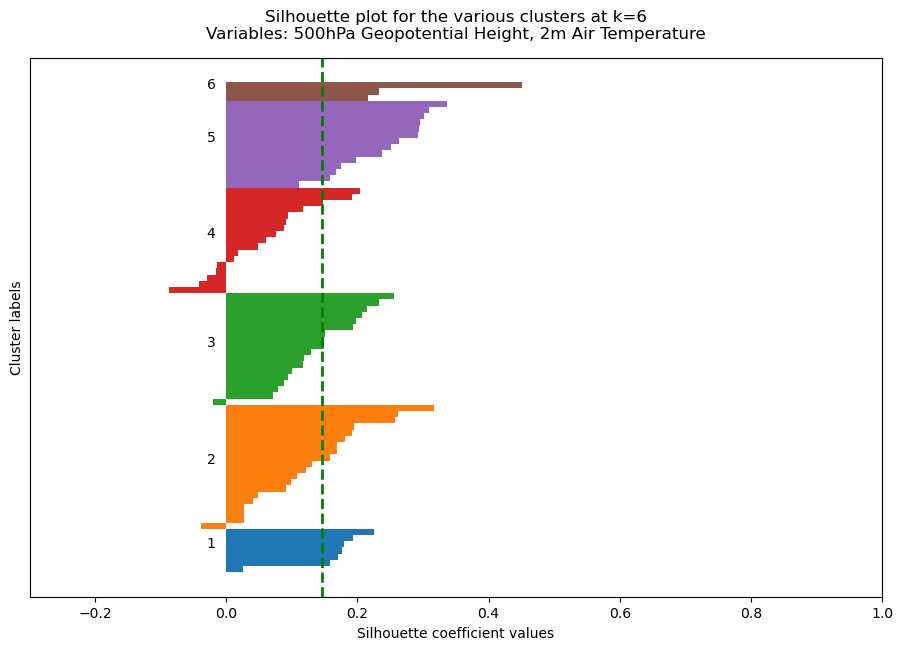 Silhouette plot for the various clusters at k=6
Variables: 500hPa Geopotential Height, 2m Air Temperature
6
5
4
3
2
1
Cluster labels
−0.2 0.0 0.2 0.4 0.6 0.8 1.0
Silhouette coefficient values